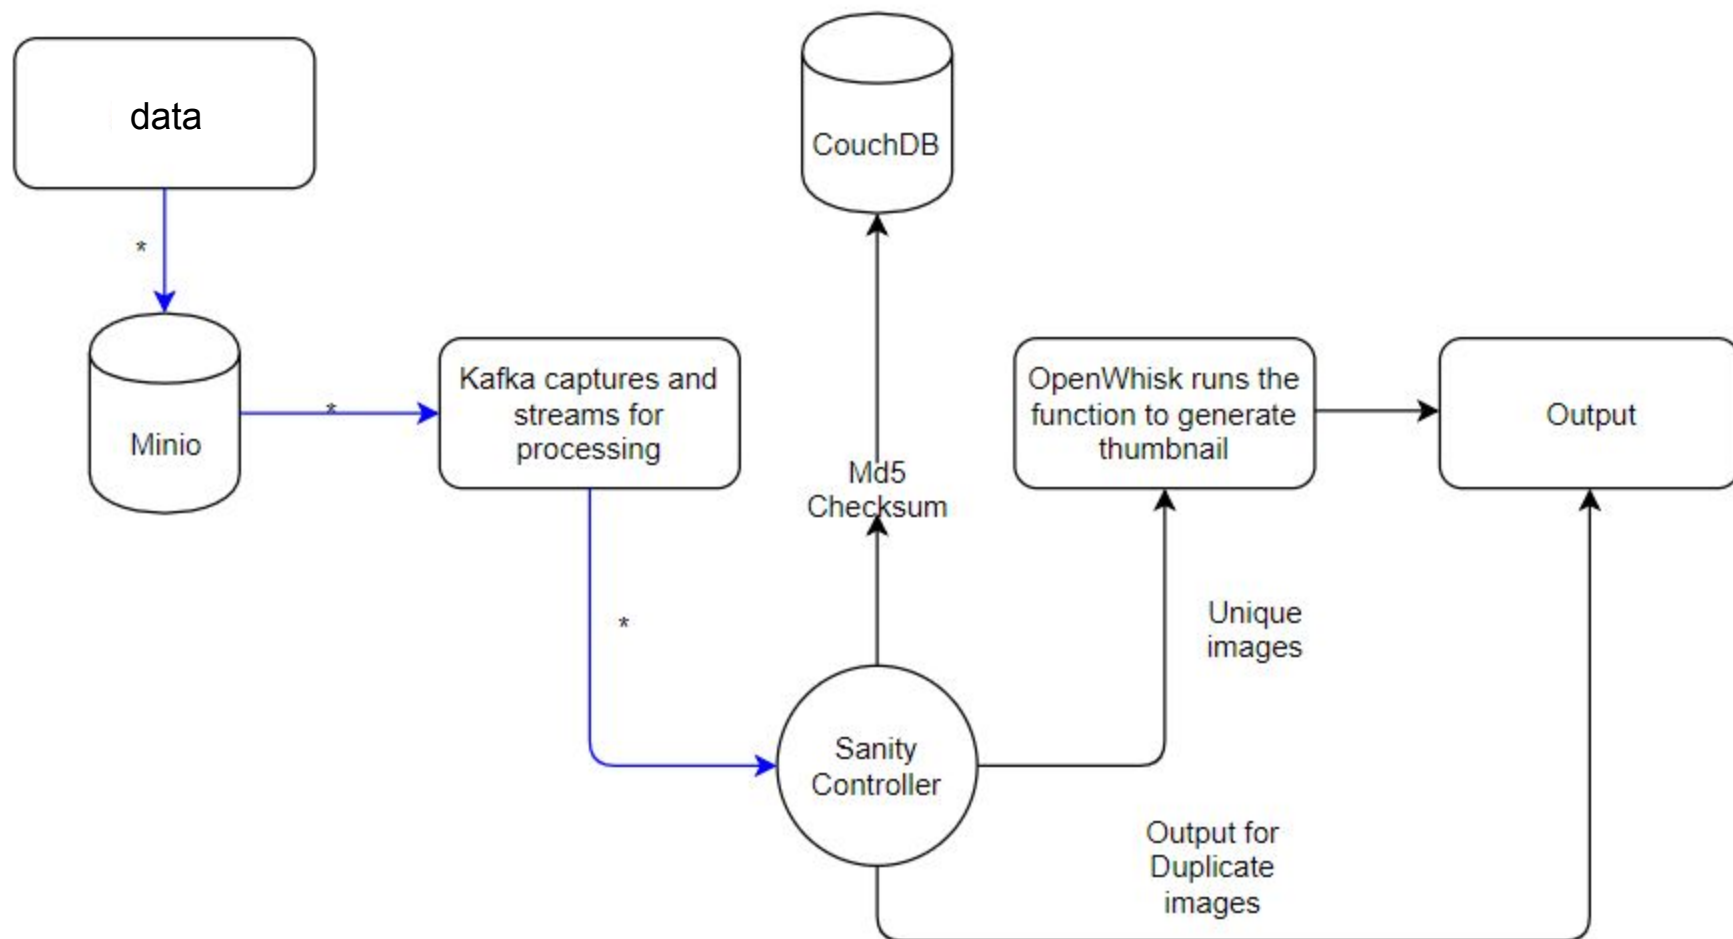 data
CouchDB
*
Minio
*
Kafka captures and
streams for
processing
Md5
Checksum
OpenWhisk runs the
function to generate
thumbnail
Output
*
Unique
images
Sanity
Controller
Output for
Duplicate
images